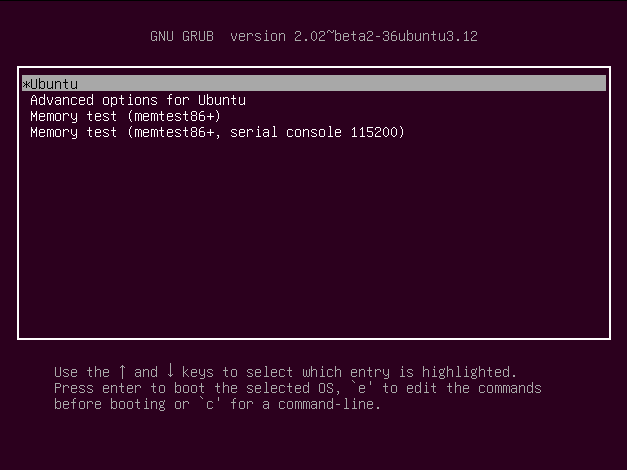 GNU GRUB  version 2.02~beta2-36ubuntu3.12
*Ubuntu
Advanced options for Ubuntu
Memory test (memtest86+)
Memory test (memtest86+, serial console 115200)
Use the ↑ and ↓ keys to select which entry is highlighted.
Press enter to boot the selected OS, `e' to edit the commands
before booting or `c' for a command-line.